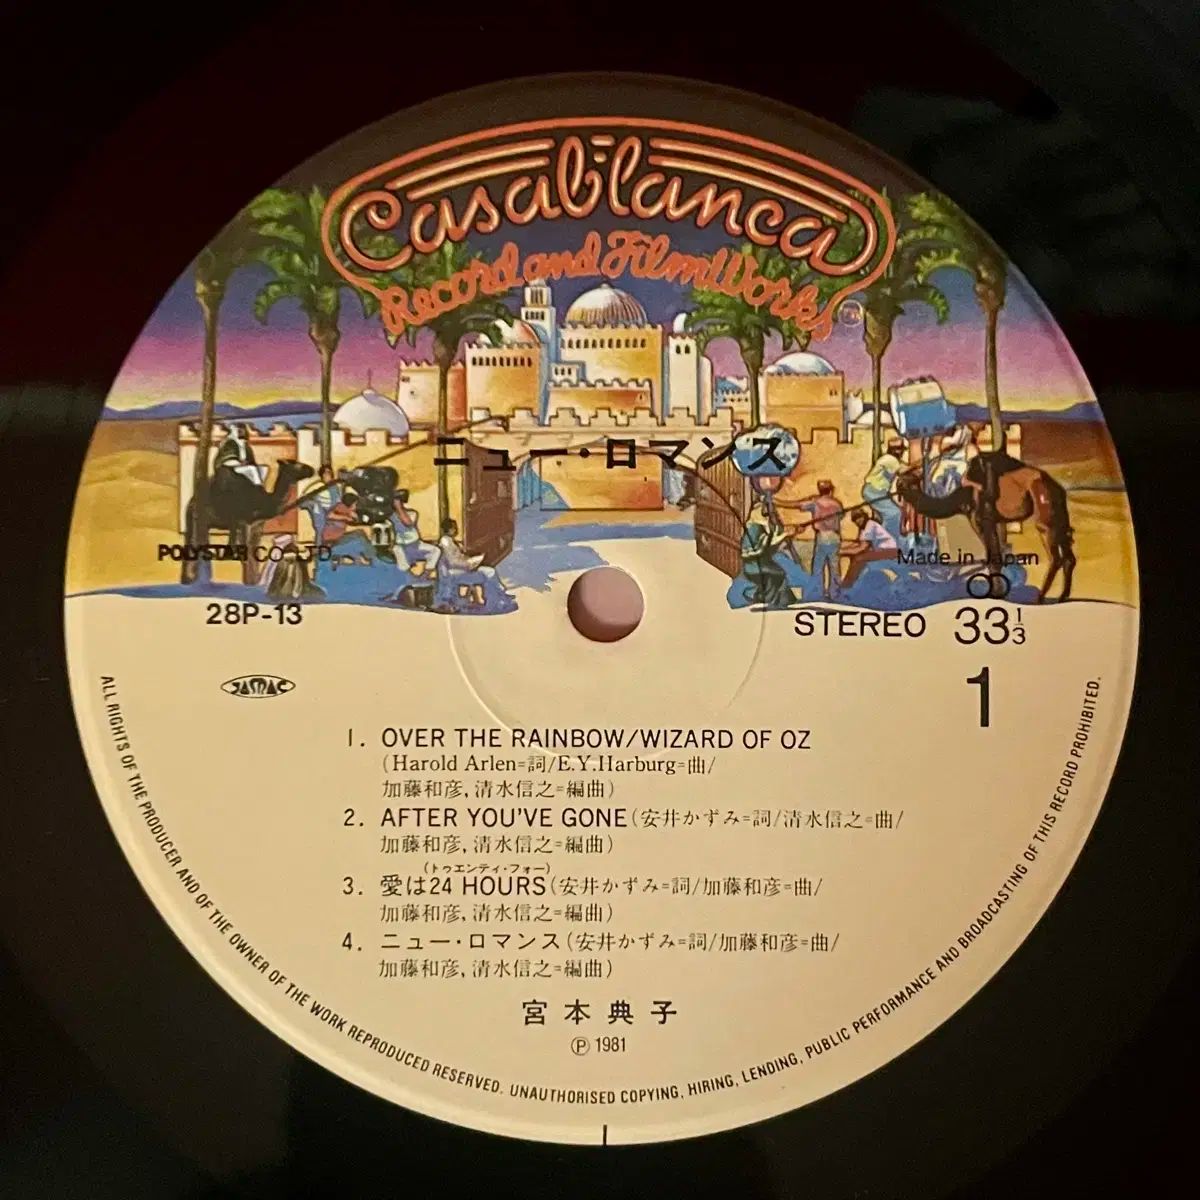 Casablanca
Record and FilmWorks
ニュー・ロマンス
POLYSTAR CO., LTD.
Made in Japan
28P-13
STEREO 33⅓
JASRAC
1
1. OVER THE RAINBOW/WIZARD OF OZ
(Harold Arlen=詞/E.Y.Harburg=曲/
加藤和彦,清水信之=編曲)
2. AFTER YOU'VE GONE(安井かずみ=詞/清水信之=曲/
加藤和彦,清水信之=編曲)
(トゥエンティ・フォー)
3. 愛は24 HOURS(安井かずみ=詞/加藤和彦=曲/
加藤和彦,清水信之=編曲)
4. ニュー・ロマンス(安井かずみ=詞/加藤和彦=曲/
加藤和彦,清水信之=編曲)
宮本典子
℗ 1981
ALL RIGHTS OF THE PRODUCER AND OF THE OWNER OF THE WORK REPRODUCED RESERVED. UNAUTHORISED COPYING, HIRING, LENDING, PUBLIC PERFORMANCE AND BROADCASTING OF THIS RECORD PROHIBITED.